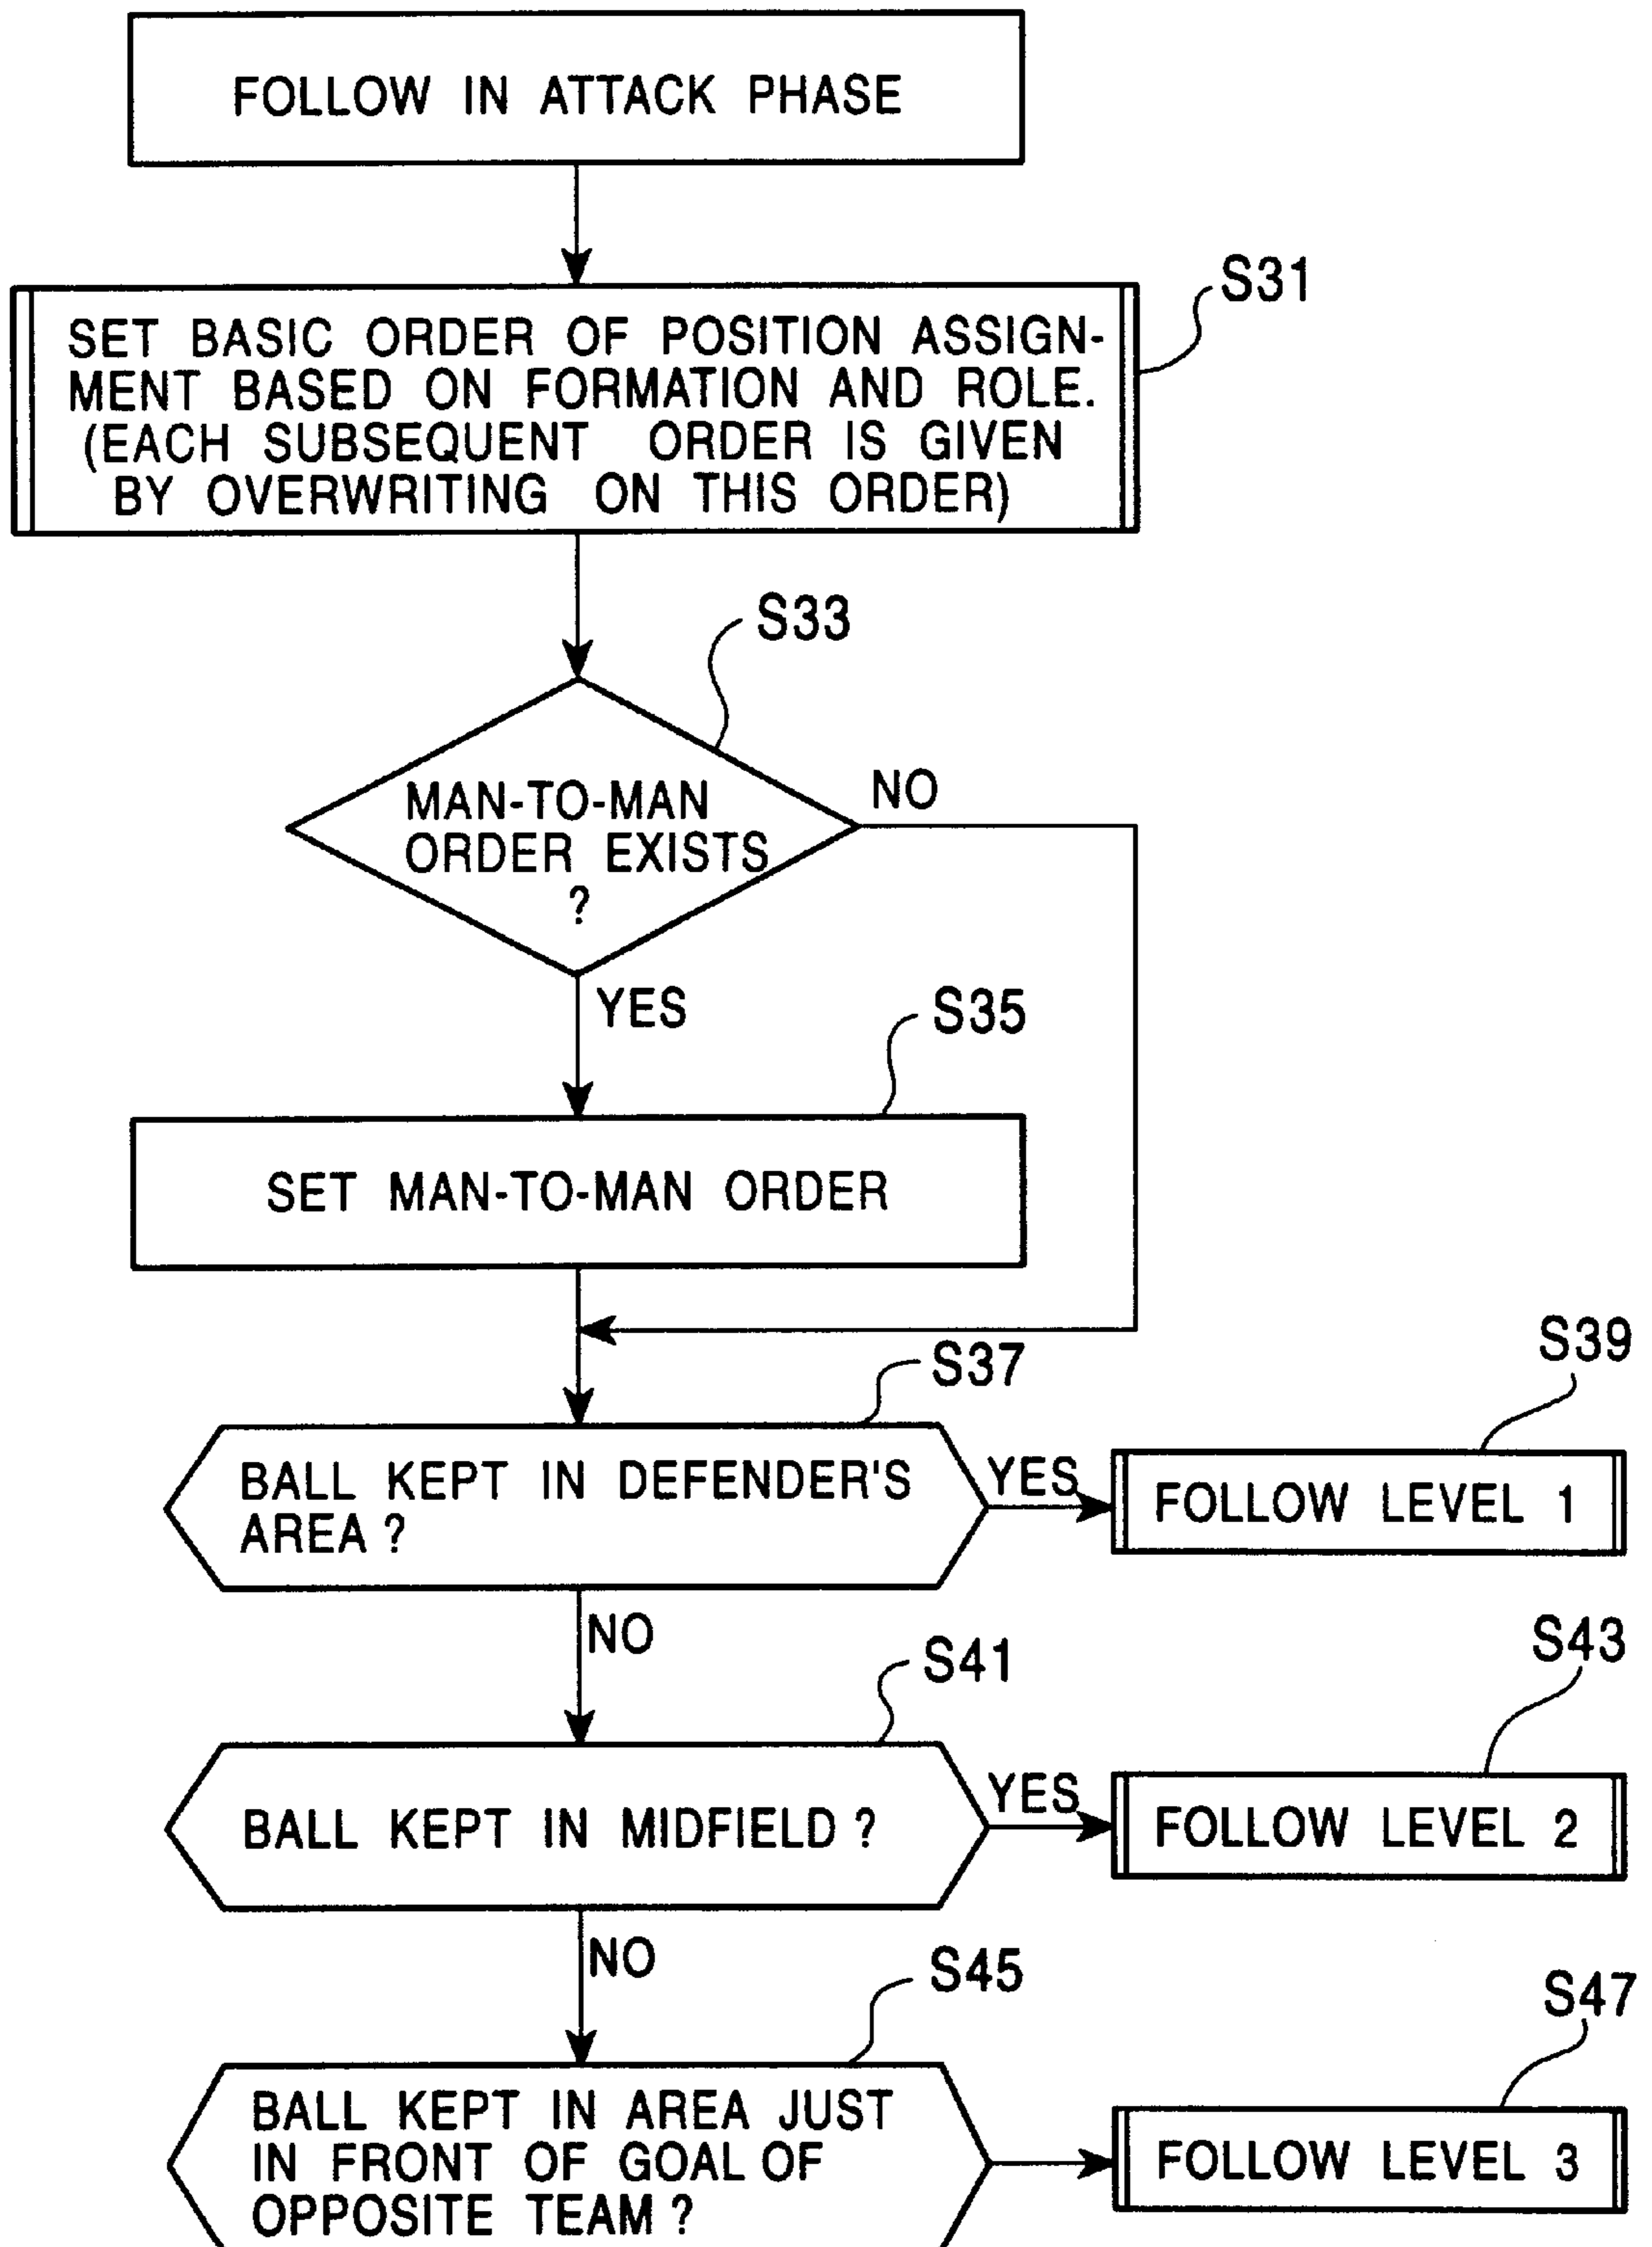 FOLLOW IN ATTACK PHASE
S31
SET BASIC ORDER OF POSITION ASSIGN-
MENT BASED ON FORMATION AND ROLE.
(EACH SUBSEQUENT ORDER IS GIVEN
BY OVERWRITING ON THIS ORDER)
S33
MAN-TO-MAN
ORDER EXISTS
?
NO
YES
S35
SET MAN-TO-MAN ORDER
S37
BALL KEPT IN DEFENDER'S
AREA ?
YES
S39
FOLLOW LEVEL 1
NO
S41
BALL KEPT IN MIDFIELD ?
YES
S43
FOLLOW LEVEL 2
NO
S45
BALL KEPT IN AREA JUST
IN FRONT OF GOAL OF
OPPOSITE TEAM ?
S47
FOLLOW LEVEL 3